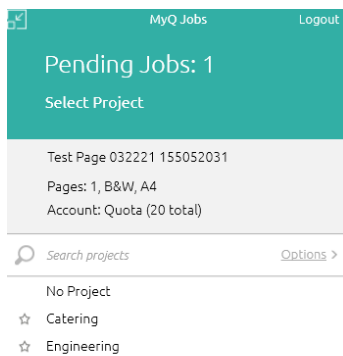 MyQ Jobs Logout
Pending Jobs: 1
Select Project
Test Page 032221 155052031
Pages: 1, B&W, A4
Account: Quota (20 total)
Search projects Options >
No Project
Catering
Engineering